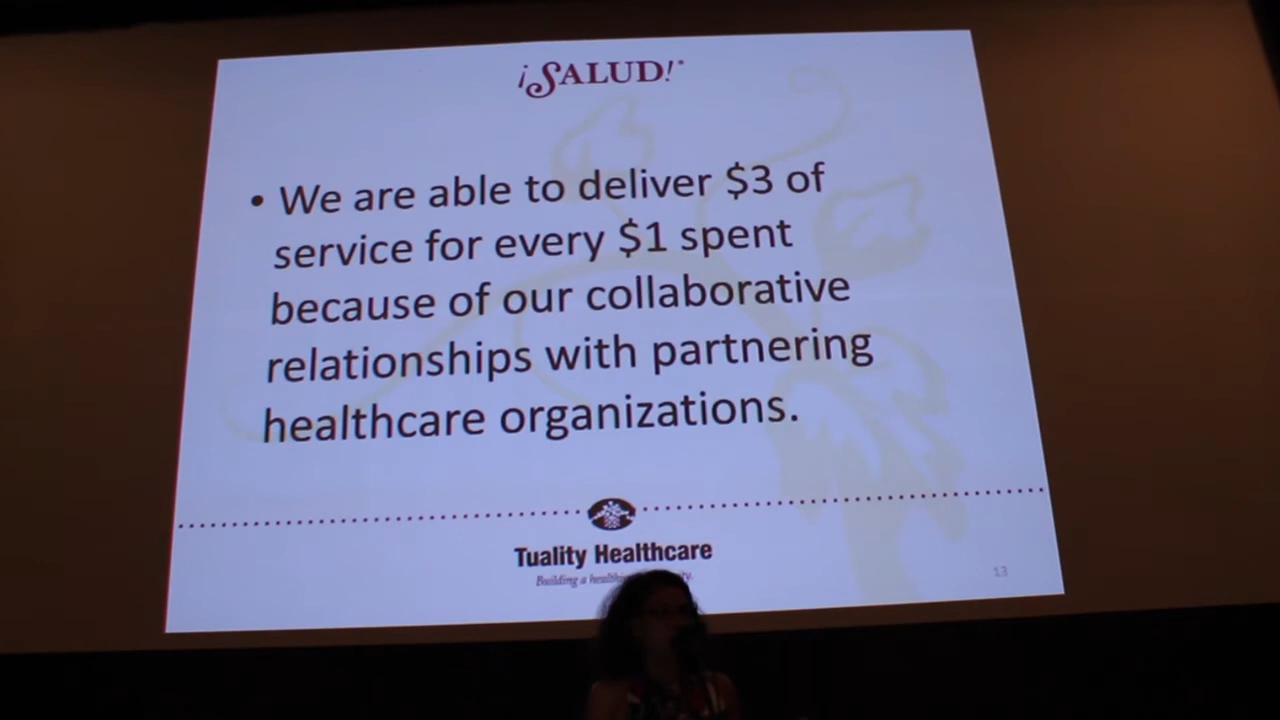 ¡SALUD!
• We are able to deliver $3 of
service for every $1 spent
because of our collaborative
relationships with partnering
healthcare organizations.
Tuality Healthcare
Building a
13